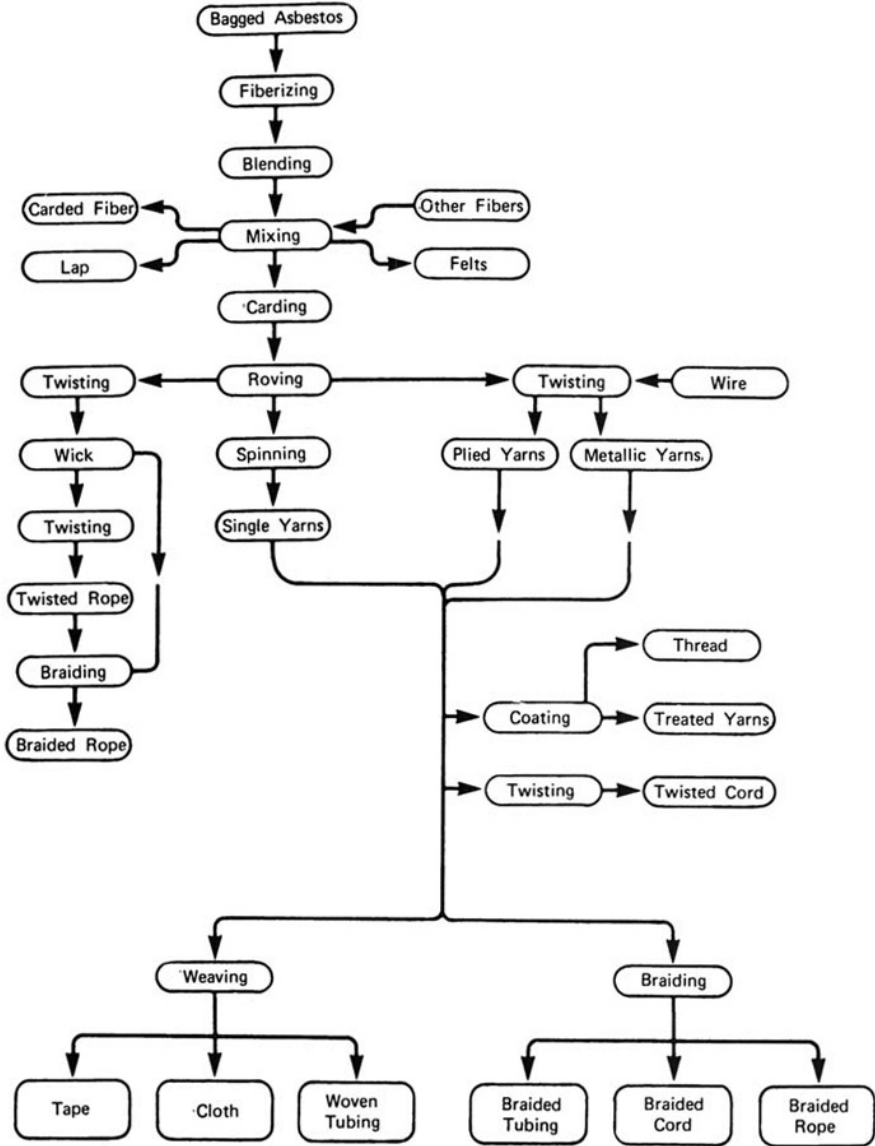 Bagged Asbestos
Fiberizing
Blending
Carded Fiber
Other Fibers
Mixing
Lap
Felts
Carding
Twisting
Roving
Twisting
Wire
Wick
Spinning
Plied Yarns
Metallic Yarns
Twisting
Single Yarns
Twisted Rope
Braiding
Thread
Coating
Treated Yarns
Braided Rope
Twisting
Twisted Cord
Weaving
Braiding
Tape
Cloth
Woven
Tubing
Braided
Tubing
Braided
Cord
Braided
Rope